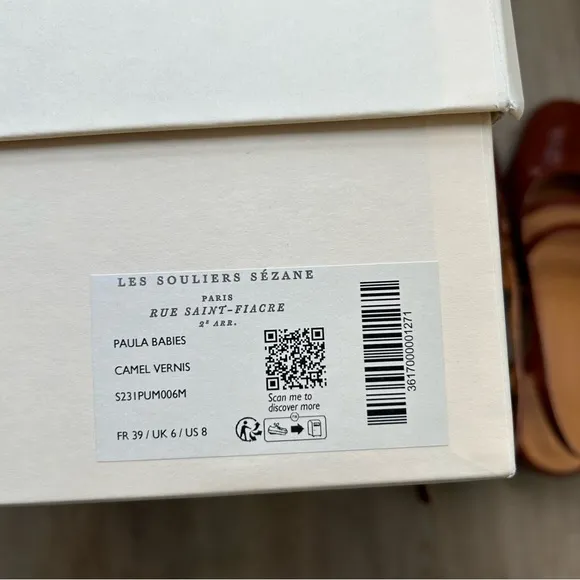 LES SOULIERS SÉZANE
PARIS
RUE SAINT-FIACRE
2E ARR.
PAULA BABIES
CAMEL VERNIS
S231PUM006M
FR 39 / UK 6 / US 8
Scan me to
discover more
3617000001271